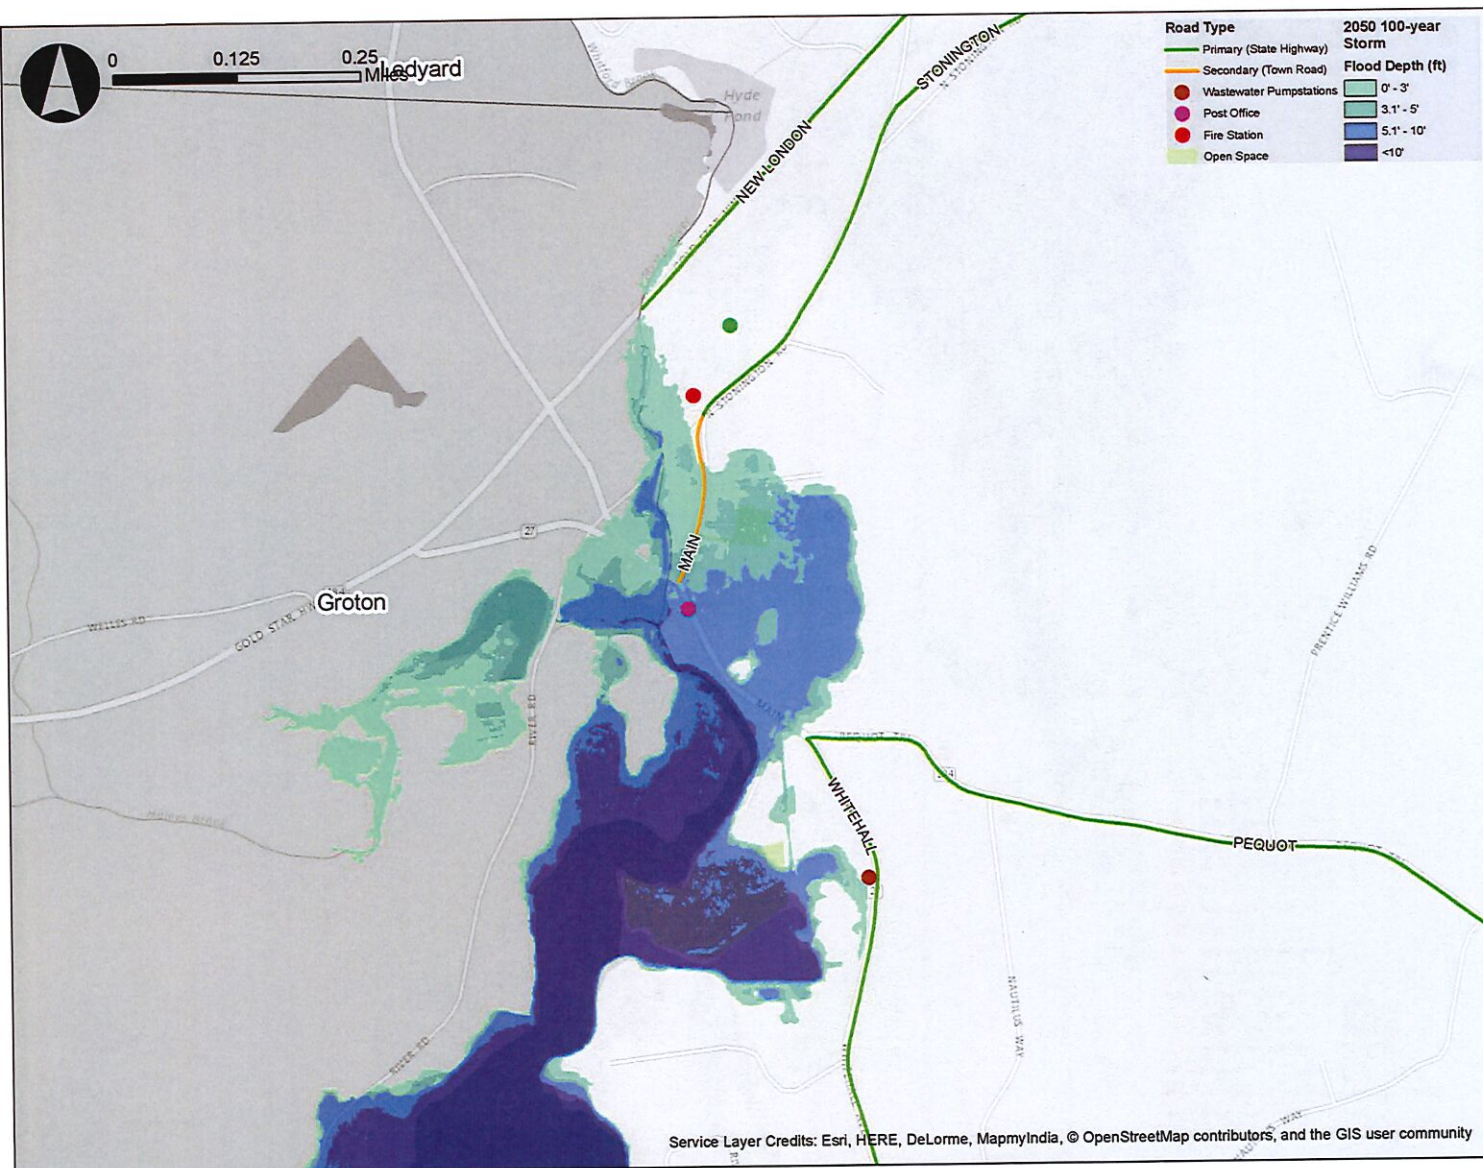 0 0.125 0.25
Miles
Ledyard
Road Type
Primary (State Highway)
Secondary (Town Road)
Wastewater Pumpstations
Post Office
Fire Station
Open Space
2050 100-year
Storm
Flood Depth (ft)
0' - 3'
3.1' - 5'
5.1' - 10'
<10'
STONINGTON
N STONINGTON
Hyde
Pond
NEW LONDON
N STONINGTON RD
27
MAIN
Groton
WELLES RD
GOLD STAR HWY
PRENTICE WILLIAMS RD
RIVER RD
MAIN
WHITEHALL
PEQUOT
NAUTILUS WAY
RIVER RD
Service Layer Credits: Esri, HERE, DeLorme, MapmyIndia, © OpenStreetMap contributors, and the GIS user community